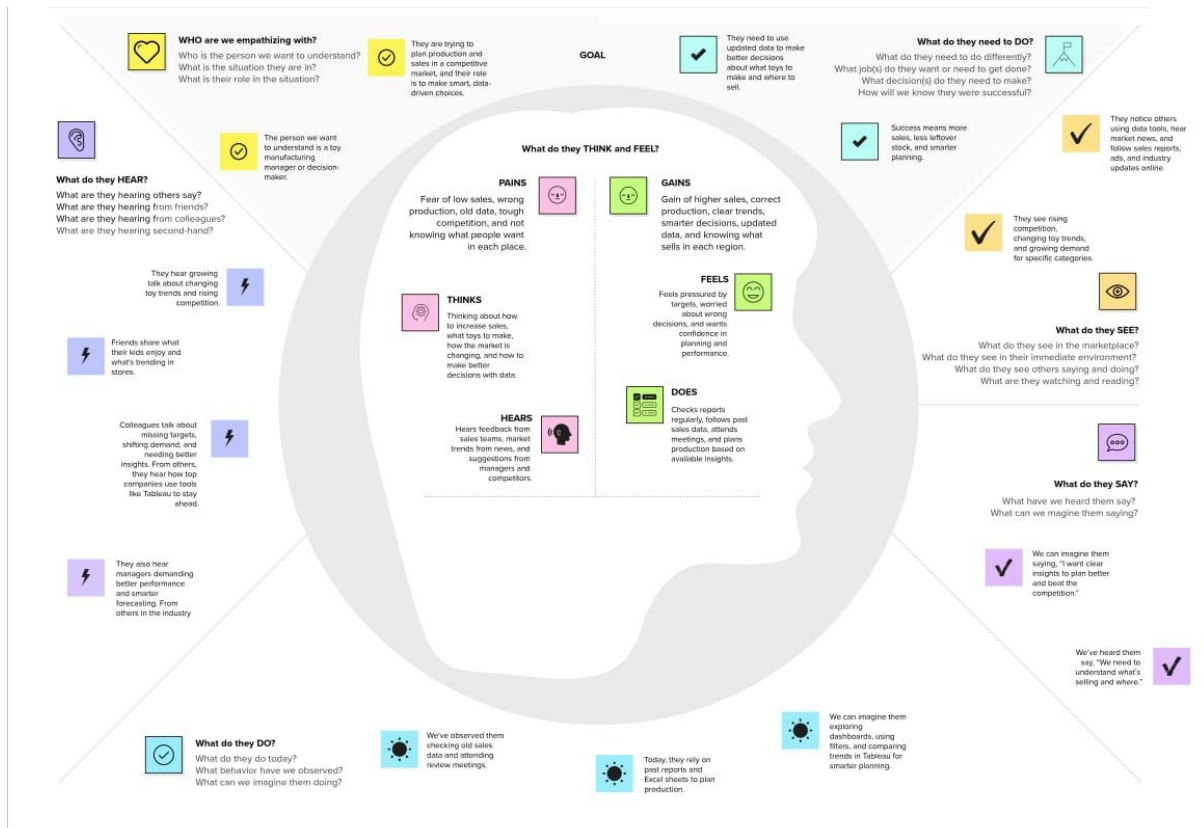 WHO are we empathizing with?
Who is the person we want to understand?
What is the situation they are in?
What is their role in the situation?
They are trying to
plan production and
sales in a competitive
market, and their role
is to make smart, data-
driven choices.
The person we want
to understand is a toy
manufacturing
manager or decision-
maker.
GOAL
They need to use
updated data to make
better decisions
about what toys to
make and where to
sell.
What do they need to DO?
What do they need to do differently?
What job(s) do they want or need to get done?
What decision(s) do they need to make?
How will we know they were successful?
Success means more
sales, less leftover
stock, and smarter
planning.
They notice others
using data tools, hear
market news, and
follow sales reports,
ads, and industry
updates online.
They see rising
competition,
changing toy trends,
and growing demand
for specific categories.
What do they SEE?
What do they see in the marketplace?
What do they see in their immediate environment?
What do they see others saying and doing?
What are they watching and reading?
What do they SAY?
What have we heard them say?
What can we magine them saying?
We can imagine them
saying, "I want clear
insights to plan better
and beat the
competition."
We've heard them
say, "We need to
understand what's
selling and where."
What do they DO?
What do they do today?
What behavior have we observed?
What can we imagine them doing?
We've observed them
checking old sales
data and attending
review meetings.
Today, they rely on
past reports and
Excel sheets to plan
production.
We can imagine them
exploring
dashboards, using
filters, and comparing
trends in Tableau for
smarter planning.
What do they HEAR?
What are they hearing others say?
What are they hearing from friends?
What are they hearing from colleagues?
What are they hearing second-hand?
They hear growing
talk about changing
toy trends and rising
competition.
Friends share what
their kids enjoy and
what's trending in
stores.
Colleagues talk about
missing targets,
shifting demand, and
needing better
insights. From others,
they hear how top
companies use tools
like Tableau to stay
ahead.
They also hear
managers demanding
better performance
and smarter
forecasting. From
others in the industry
What do they THINK and FEEL?
PAINS
Fear of low sales, wrong
production, old data, tough
competition, and not
knowing what people want
in each place.
GAINS
Gain of higher sales, correct
production, clear trends,
smarter decisions, updated
data, and knowing what
sells in each region.
THINKS
Thinking about how
to increase sales,
what toys to make,
how the market is
changing, and how to
make better
decisions with data.
FEELS
Feels pressured by
targets, worried
about wrong
decisions, and wants
confidence in
planning and
performance.
HEARS
Hears feedback from
sales teams, market
trends from news, and
suggestions from
managers and
competitors.
DOES
Checks reports
regularly, follows past
sales data, attends
meetings, and plans
production based on
available insights.